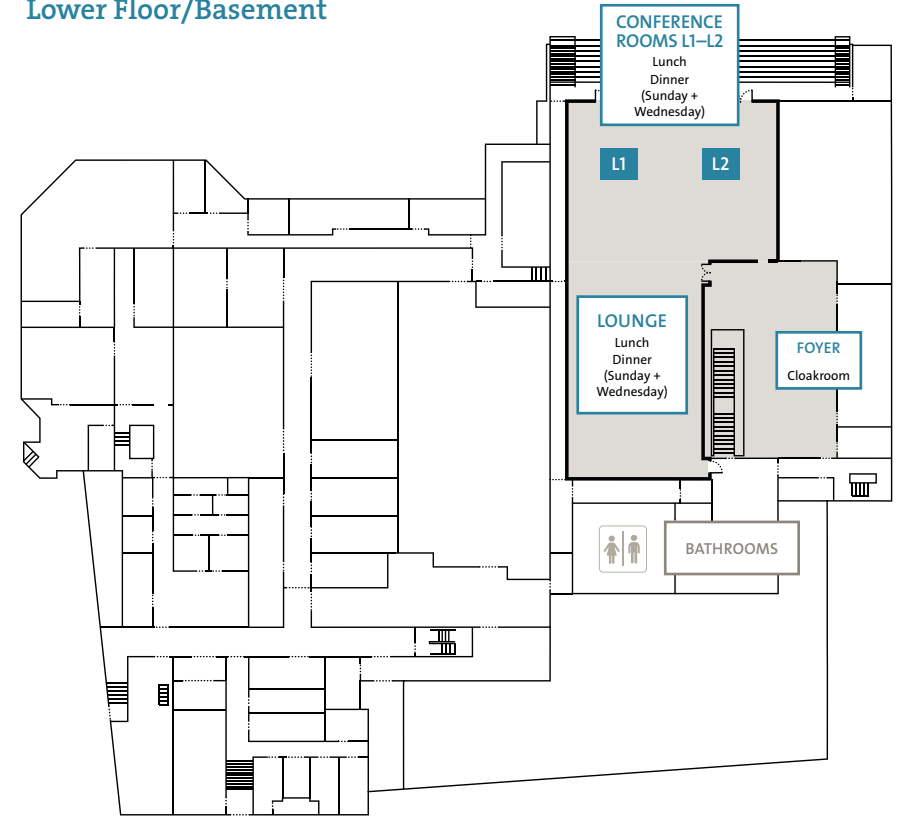 Lower Floor/Basement
CONFERENCE
ROOMS L1–L2
Lunch
Dinner
(Sunday +
Wednesday)
L1
L2
LOUNGE
Lunch
Dinner
(Sunday +
Wednesday)
FOYER
Cloakroom
BATHROOMS